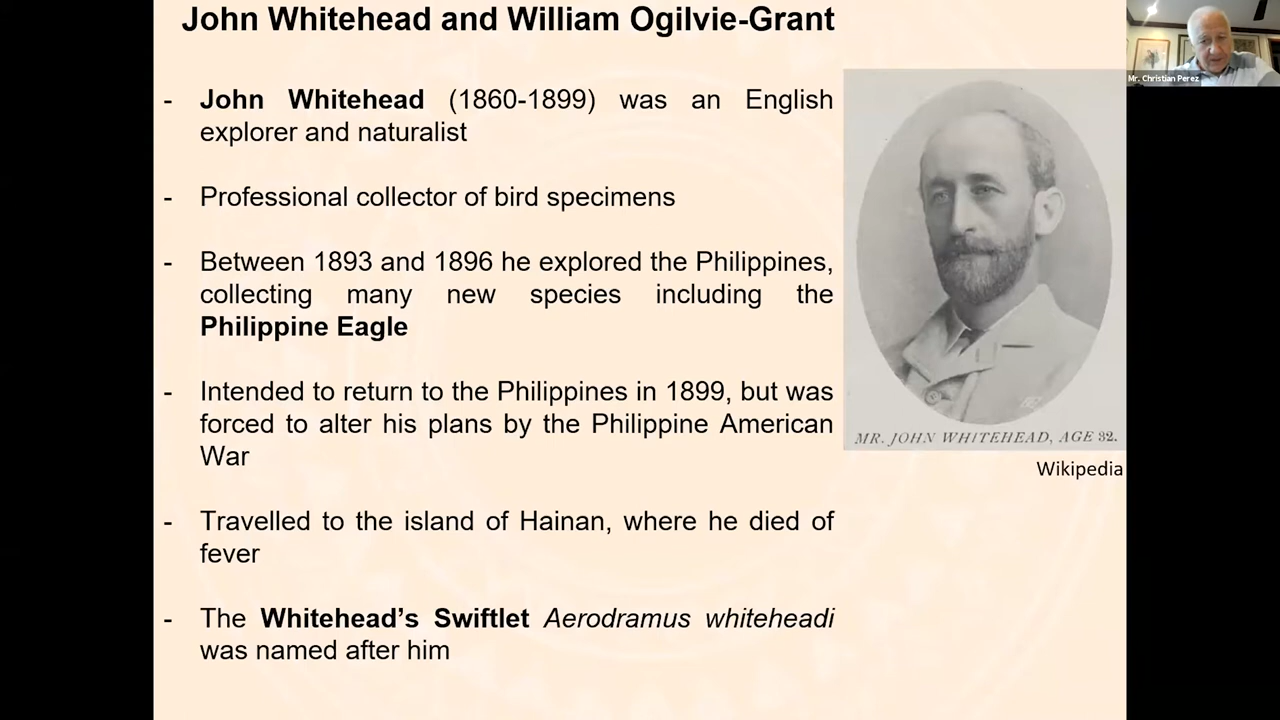 John Whitehead and William Ogilvie-Grant
- John Whitehead (1860-1899) was an English
explorer and naturalist
- Professional collector of bird specimens
- Between 1893 and 1896 he explored the Philippines,
collecting many new species including the
Philippine Eagle
- Intended to return to the Philippines in 1899, but was
forced to alter his plans by the Philippine American
War
- Travelled to the island of Hainan, where he died of
fever
- The Whitehead's Swiftlet Aerodramus whiteheadi
was named after him
MR. JOHN WHITEHEAD, AGE 32.
Wikipedia
Mr. Christian Perez